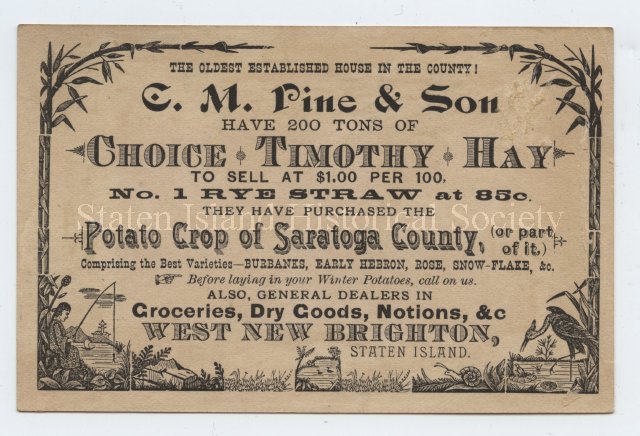 THE OLDEST ESTABLISHED HOUSE IN THE COUNTY!
C. M. Pine & Son
HAVE 200 TONS OF
CHOICE TIMOTHY HAY
TO SELL AT $1.00 PER 100,
No. 1 RYE STRAW at 85c.
THEY HAVE PURCHASED THE
Staten Island Historical Society
Potato Crop of Saratoga County, (or part of it.)
Comprising the Best Varieties—BURBANKS, EARLY HEBRON, ROSE, SNOW-FLAKE, &c.
☞ Before laying in your Winter Potatoes, call on us.
ALSO, GENERAL DEALERS IN
Groceries, Dry Goods, Notions, &c
WEST NEW BRIGHTON,
STATEN ISLAND.